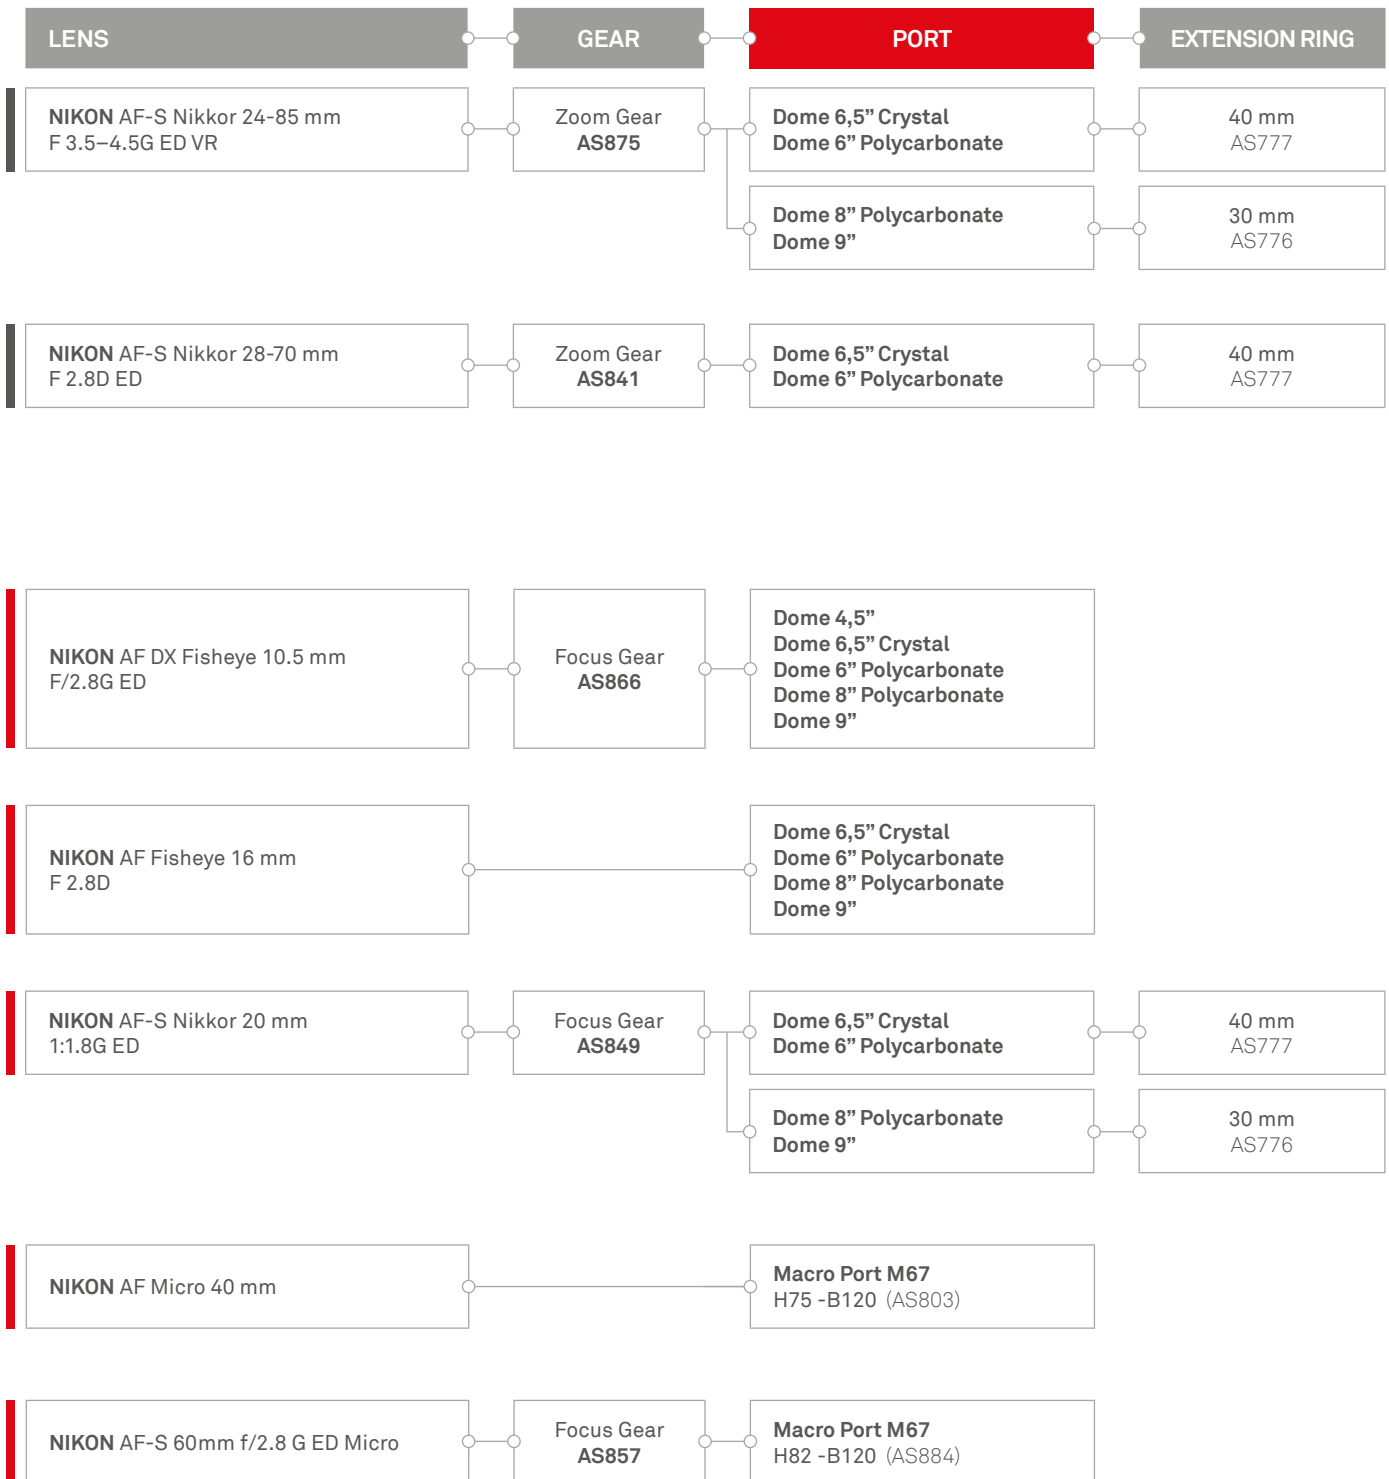 LENS
GEAR
PORT
EXTENSION RING
NIKON AF-S Nikkor 24-85 mm
F 3.5–4.5G ED VR
Zoom Gear
AS875
Dome 6,5” Crystal
Dome 6” Polycarbonate
40 mm
AS777
Dome 8” Polycarbonate
Dome 9”
30 mm
AS776
NIKON AF-S Nikkor 28-70 mm
F 2.8D ED
Zoom Gear
AS841
Dome 6,5” Crystal
Dome 6” Polycarbonate
40 mm
AS777
NIKON AF DX Fisheye 10.5 mm
F/2.8G ED
Focus Gear
AS866
Dome 4,5”
Dome 6,5” Crystal
Dome 6” Polycarbonate
Dome 8” Polycarbonate
Dome 9”
NIKON AF Fisheye 16 mm
F 2.8D
Dome 6,5” Crystal
Dome 6” Polycarbonate
Dome 8” Polycarbonate
Dome 9”
NIKON AF-S Nikkor 20 mm
1:1.8G ED
Focus Gear
AS849
Dome 6,5” Crystal
Dome 6” Polycarbonate
40 mm
AS777
Dome 8” Polycarbonate
Dome 9”
30 mm
AS776
NIKON AF Micro 40 mm
Macro Port M67
H75 -B120 (AS803)
NIKON AF-S 60mm f/2.8 G ED Micro
Focus Gear
AS857
Macro Port M67
H82 -B120 (AS884)